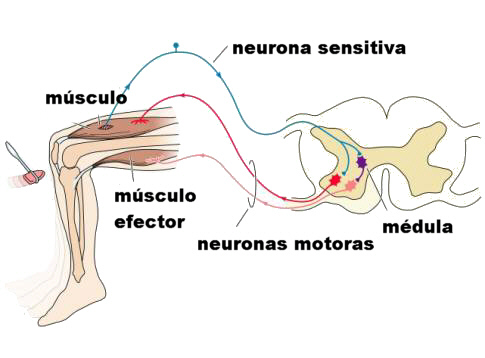 neurona sensitiva
músculo
músculo
efector
neuronas motoras
médula